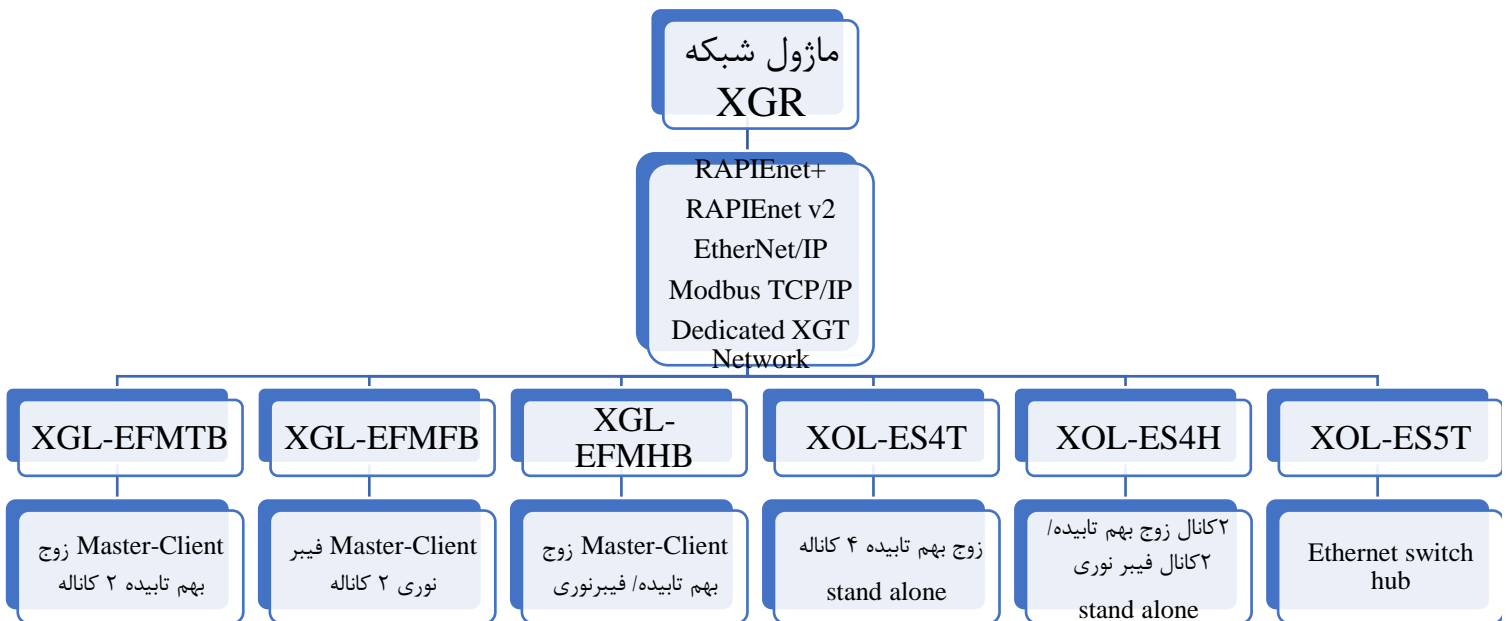 ماژول شبکه
XGR
RAPIEnet+
RAPIEnet v2
EtherNet/IP
Modbus TCP/IP
Dedicated XGT
Network
XGL-EFMTB
XGL-EFMFB
XGL-
EFMHB
XOL-ES4T
XOL-ES4H
XOL-ES5T
Master-Client زوج
بهم تابیده ۲ کاناله
Master-Client فیبر
نوری ۲ کاناله
Master-Client زوج
بهم تابیده/ فیبرنوری
زوج بهم تابیده ۴ کاناله
stand alone
۲کانال زوج بهم تابیده/
۲کانال فیبر نوری
stand alone
Ethernet switch
hub